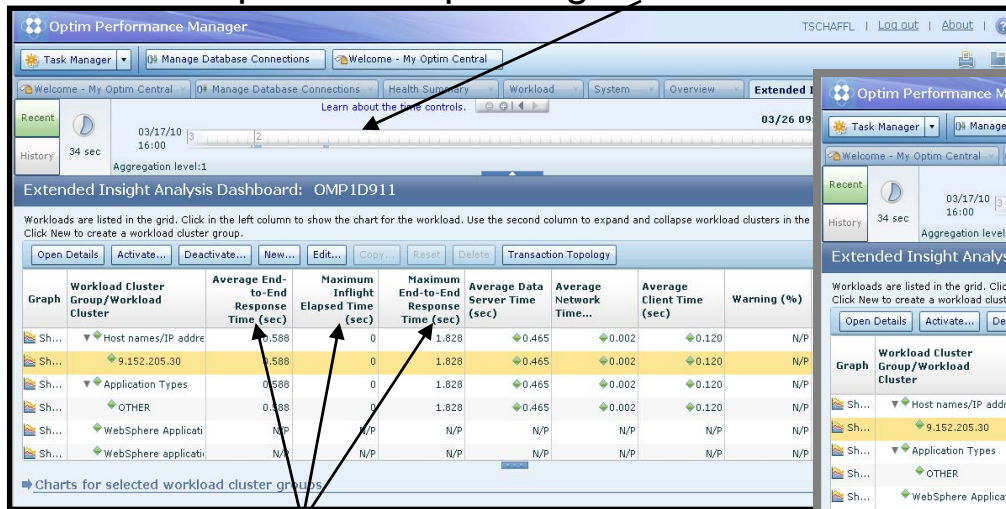 Optim Performance Manager
TSCHAFFL | Log out | About |
Task Manager Manage Database Connections Welcome - My Optim Central
Welcome - My Optim Central Manage Database Connections Health Summary Workload System Overview Extended I
Learn about the time controls.
Recent
History
34 sec
03/17/10
16:00
3 2
03/26 09:
Aggregation level:1
Extended Insight Analysis Dashboard: OMP1D911
Workloads are listed in the grid. Click in the left column to show the chart for the workload. Use the second column to expand and collapse workload clusters in the
Click New to create a workload cluster group.
Open Details Activate... Deactivate... New... Edit... Copy... Reset Delete Transaction Topology
Graph Workload Cluster Group/Workload Cluster Average End-to-End Response Time (sec) Maximum Inflight Elapsed Time (sec) Maximum End-to-End Response Time (sec) Average Data Server Time (sec) Average Network Time... Average Client Time (sec) Warning (%)
Sh... Host names/IP addre 0.588 0 1.828 0.465 0.002 0.120 N/P
Sh... 9.152.205.30 0.588 0 1.828 0.465 0.002 0.120 N/P
Sh... Application Types 0.588 0 1.828 0.465 0.002 0.120 N/P
Sh... OTHER 0.588 0 1.828 0.465 0.002 0.120 N/P
Sh... WebSphere Applicati N/P N/P N/P N/P N/P N/P N/P
Sh... WebSphere applicati N/P N/P N/P N/P N/P N/P N/P
Charts for selected workload cluster groups
Optim Performance M
Task Manager Manage
Welcome - My Optim Central
Recent
History
34 sec
03/17/10
16:00
3
Aggregation level
Extended Insight Analys
Workloads are listed in the grid. Clic
Click New to create a workload clust
Open Details Activate... De
Graph Workload Cluster Group/Workload Cluster
Sh... Host names/IP addr
Sh... 9.152.205.30
Sh... Application Types
Sh... OTHER
Sh... WebSphere Applica